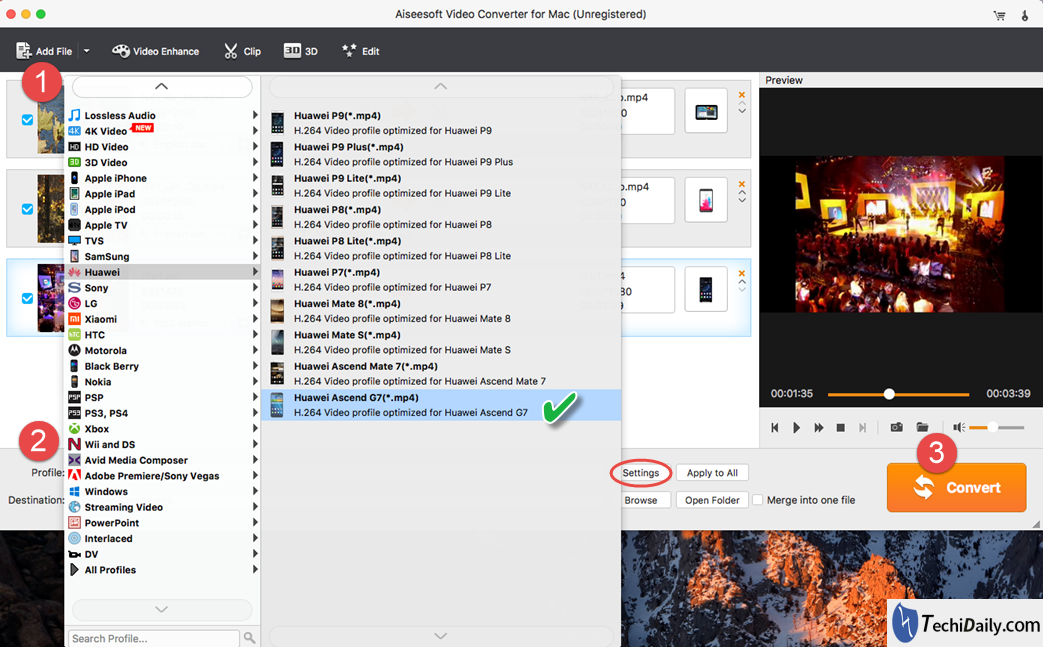 Aiseesoft Video Converter for Mac (Unregistered)
Add File
Video Enhance
Clip
3D 3D
Edit
1
Lossless Audio
4K 4K Video NEW
HD HD Video
3D 3D Video
Apple iPhone
Apple iPad
Apple iPod
Apple TV
TVS
SamSung
Huawei
Sony
LG
Xiaomi
HTC
Motorola
Black Berry
Nokia
PSP
PS3, PS4
Xbox
Wii and DS
Avid Media Composer
Adobe Premiere/Sony Vegas
Windows
Streaming Video
PowerPoint
Interlaced
DV
All Profiles
Search Profile...
Huawei P9(*.mp4)
H.264 Video profile optimized for Huawei P9
Huawei P9 Plus(*.mp4)
H.264 Video profile optimized for Huawei P9 Plus
Huawei P9 Lite(*.mp4)
H.264 Video profile optimized for Huawei P9 Lite
Huawei P8(*.mp4)
H.264 Video profile optimized for Huawei P8
Huawei P8 Lite(*.mp4)
H.264 Video profile optimized for Huawei P8 Lite
Huawei P7(*.mp4)
H.264 Video profile optimized for Huawei P7
Huawei Mate 8(*.mp4)
H.264 Video profile optimized for Huawei Mate 8
Huawei Mate S(*.mp4)
H.264 Video profile optimized for Huawei Mate S
Huawei Ascend Mate 7(*.mp4)
H.264 Video profile optimized for Huawei Ascend Mate 7
Huawei Ascend G7(*.mp4)
H.264 Video profile optimized for Huawei Ascend G7
Preview
00:01:35
00:03:39
2
Profile:
Destination:
Settings
Apply to All
Browse
Open Folder
Merge into one file
3
Convert
TechiDaily.com